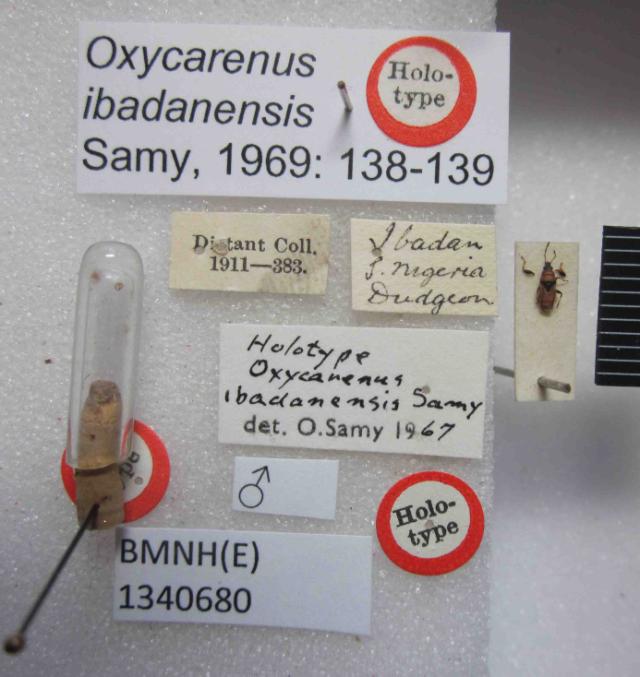 Oxycarenus
ibadanensis
Samy, 1969: 138-139
Holo-
type
Distant Coll.
1911—383.
Ibadan
S. Nigeria
Dudgeon
Holotype
Oxycarenus
ibadanensis Samy
det. O.Samy 1967
♂
Holo-
type
BMNH(E)
1340680